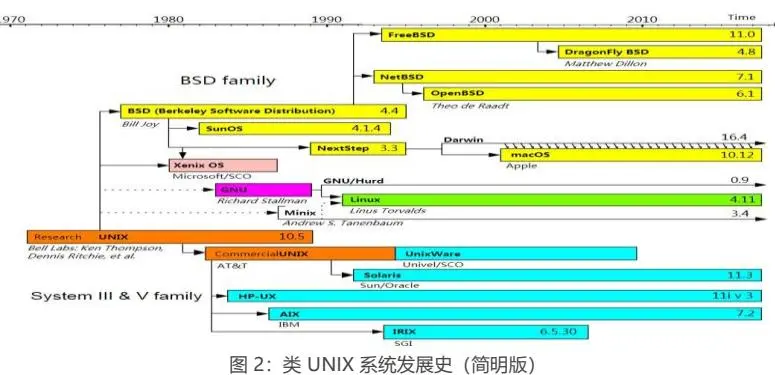 1970 1980 1990 2000 2010 Time
FreeBSD 11.0
DragonFly BSD 4.8
Matthew Dillon
BSD family
NetBSD 7.1
OpenBSD 6.1
Theo de Raadt
BSD (Berkeley Software Distribution) 4.4
Bill Joy
SunOS 4.1.4
NextStep 3.3
Darwin 16.4
macOS 10.12
Apple
Xenix OS
Microsoft/SCO
GNU/Hurd 0.9
GNU
Richard Stallman
Linux 4.11
Linus Torvalds
Minix 3.4
Andrew S. Tanenbaum
Research UNIX 10.5
Bell Labs: Ken Thompson,
Dennis Ritchie, et al.
CommercialUNIX
AT&T
UnixWare
Univel/SCO
Solaris 11.3
Sun/Oracle
System III & V family
HP-UX 11i v 3
AIX 7.2
IBM
IRIX 6.5.30
SGI
图 2：类 UNIX 系统发展史（简明版）